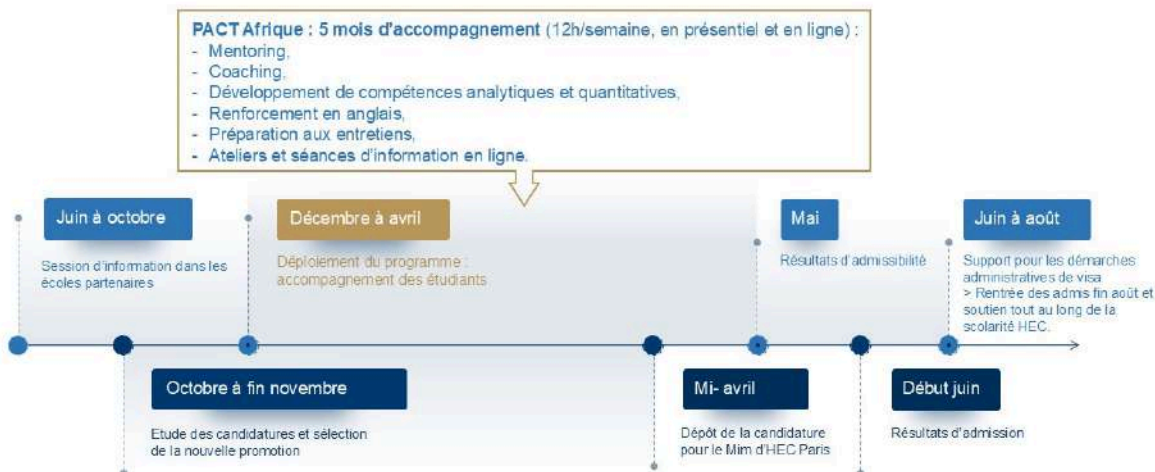 PACT Afrique : 5 mois d'accompagnement (12h/semaine, en présentiel et en ligne) :
- Mentoring,
- Coaching,
- Développement de compétences analytiques et quantitatives,
- Renforcement en anglais,
- Préparation aux entretiens,
- Ateliers et séances d'information en ligne.
Juin à octobre
Session d'information dans les
écoles partenaires
Décembre à avril
Déploiement du programme :
accompagnement des étudiants
Mai
Résultats d'admissibilité
Juin à août
Support pour les démarches
administratives de visa
> Rentrée des admis fin août et
soutien tout au long de la
scolarité HEC.
Octobre à fin novembre
Etude des candidatures et sélection
de la nouvelle promotion
Mi- avril
Dépôt de la candidature
pour le Mim d'HEC Paris
Début juin
Résultats d'admission